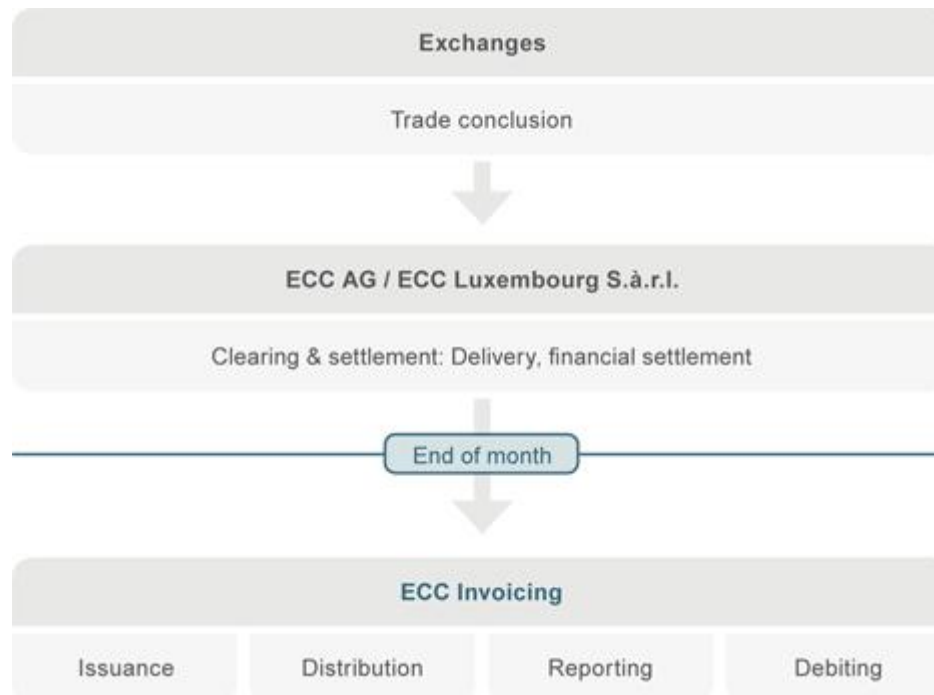 Exchanges
Trade conclusion
ECC AG / ECC Luxembourg S.à.r.l.
Clearing & settlement: Delivery, financial settlement
End of month
ECC Invoicing
Issuance
Distribution
Reporting
Debiting